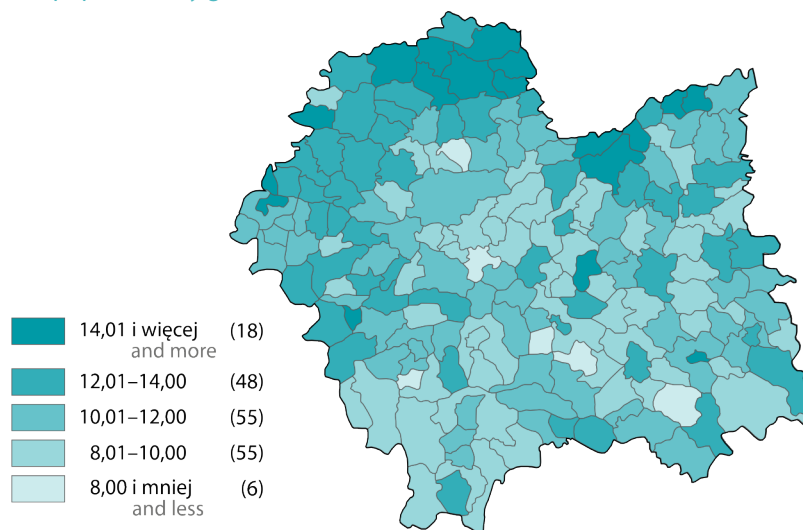 14,01 i więcej (18)
and more
12,01–14,00 (48)
10,01–12,00 (55)
8,01–10,00 (55)
8,00 i mniej (6)
and less